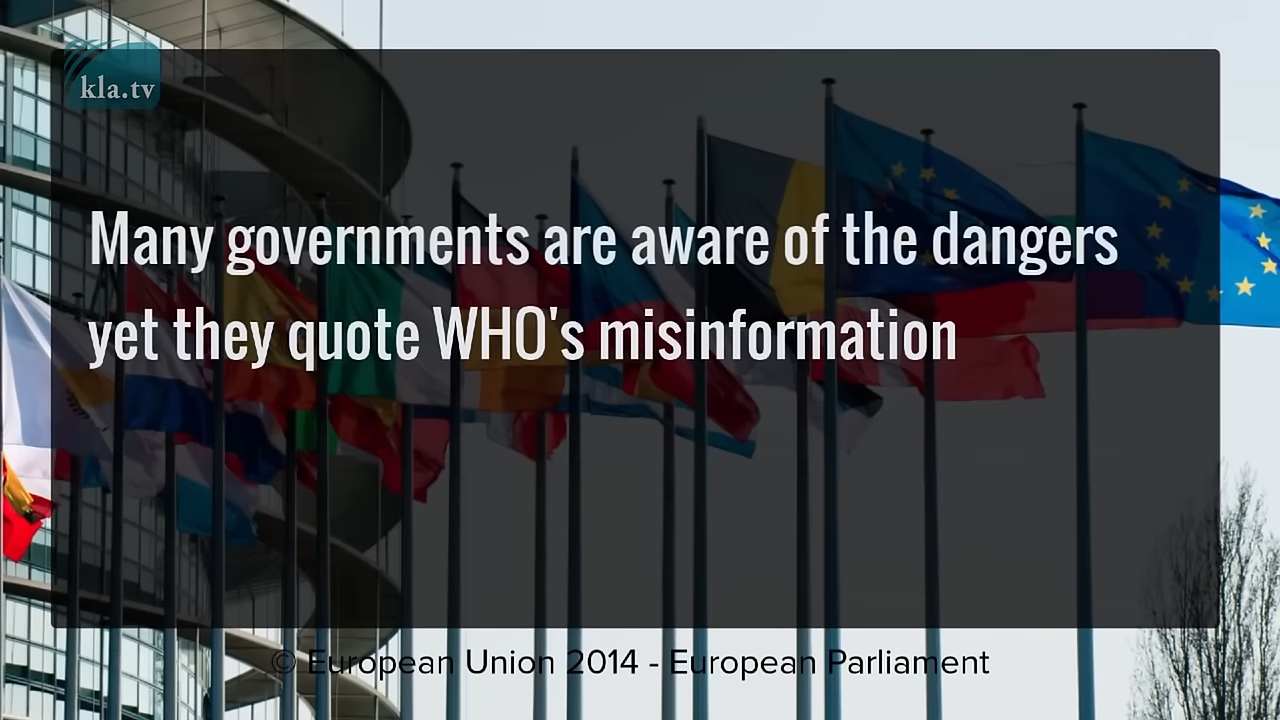 kla.tv
Many governments are aware of the dangers
yet they quote WHO's misinformation
© European Union 2014 - European Parliament